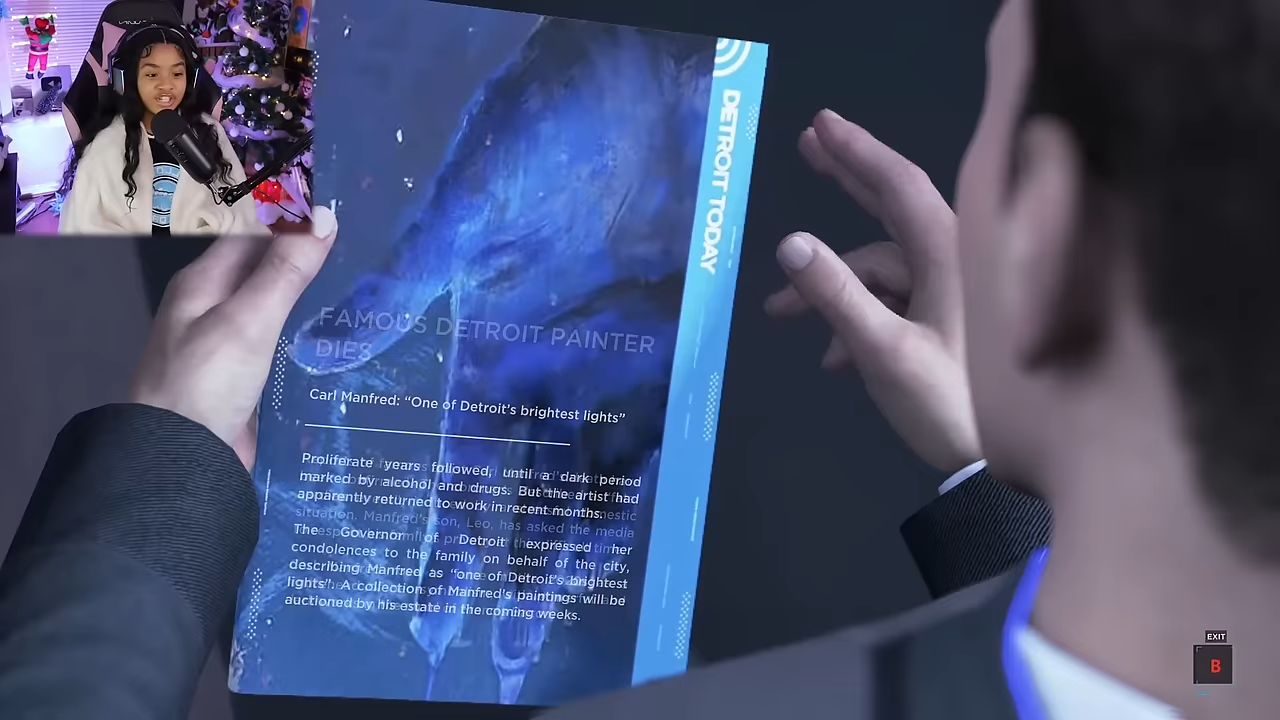 DETROIT TODAY
FAMOUS DETROIT PAINTER
DIES
Carl Manfred: “One of Detroit's brightest lights”
Proliferate years followed, until a dark period
marked by alcohol and drugs. But the artist had
apparently returned to work in recent months.
situation. Manfred's son, Leo, has asked the media
The Governor of Detroit expressed her
condolences to the family on behalf of the city,
describing Manfred as “one of Detroit's brightest
lights”. A collection of Manfred's paintings will be
auctioned by his estate in the coming weeks.
EXIT
B